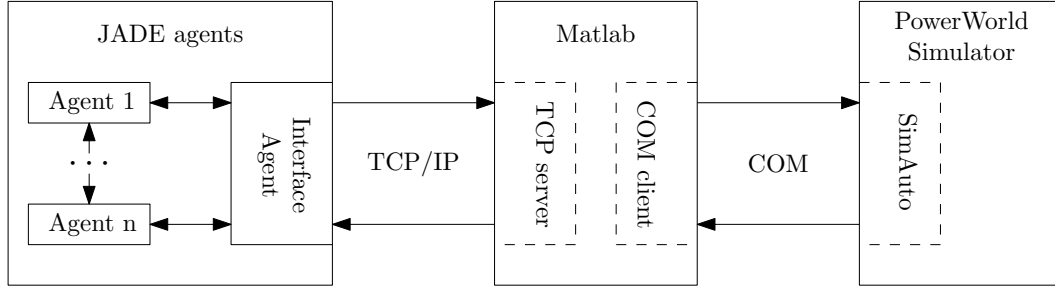 JADE agents
Agent 1
. . .
Agent n
Interface
Agent
TCP/IP
Matlab
TCP server
COM client
COM
PowerWorld
Simulator
SimAuto